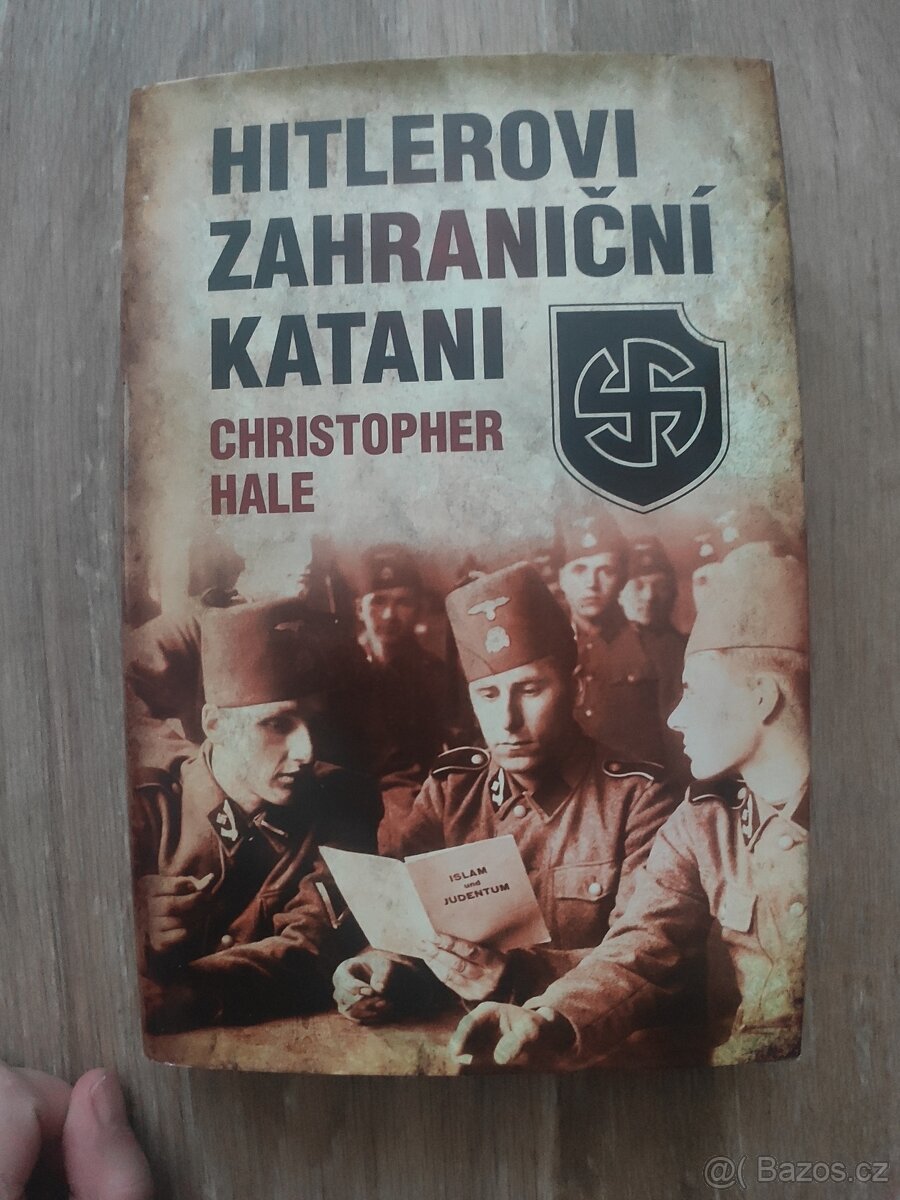 HITLEROVI
ZAHRANIČNÍ
KATANI
CHRISTOPHER
HALE
ISLAM
und
JUDENTUM
@( Bazos.cz